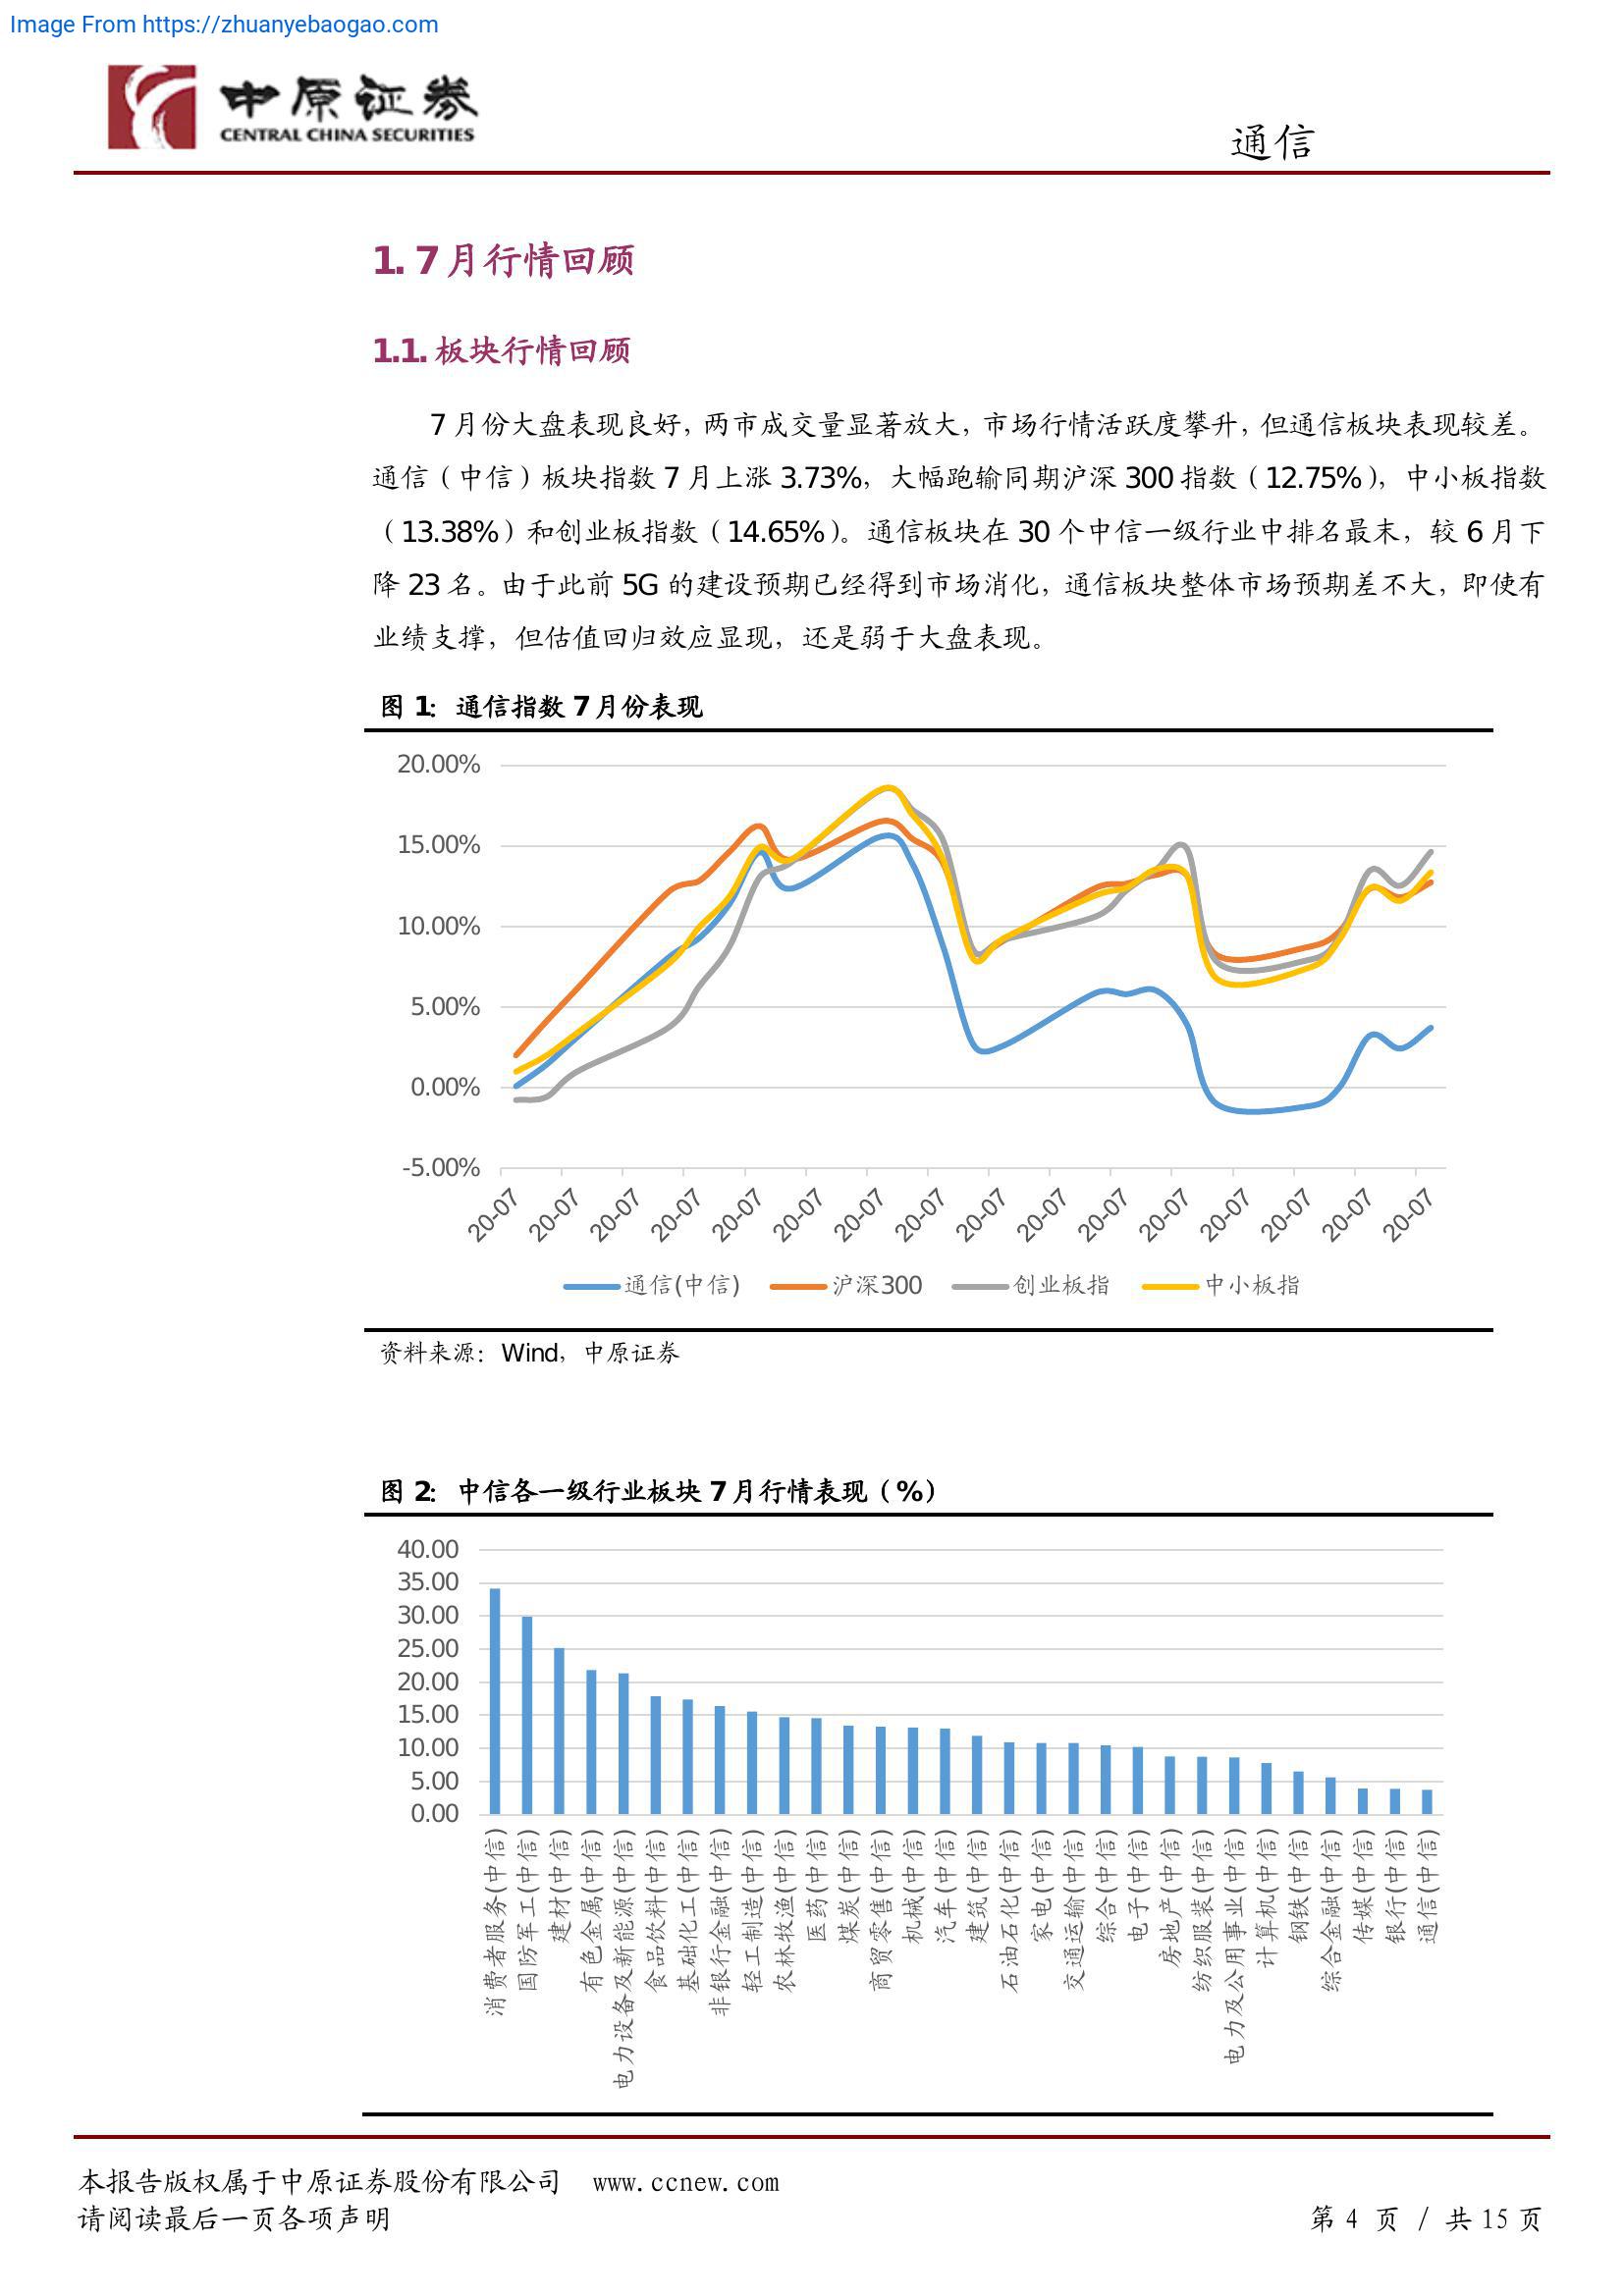 Image From https://zhuanyebaogao.com
中原证券
CENTRAL CHINA SECURITIES
通信
1. 7 月行情回顾
1.1. 板块行情回顾
7 月份大盘表现良好，两市成交量显著放大，市场行情活跃度攀升，但通信板块表现较差。
通信（中信）板块指数 7 月上涨 3.73%，大幅跑输同期沪深 300 指数（12.75%），中小板指数
（13.38%）和创业板指数（14.65%）。通信板块在 30 个中信一级行业中排名最末，较 6 月下
降 23 名。由于此前 5G 的建设预期已经得到市场消化，通信板块整体市场预期差不大，即使有
业绩支撑，但估值回归效应显现，还是弱于大盘表现。
图 1：通信指数 7 月份表现
20.00%
15.00%
10.00%
5.00%
0.00%
-5.00%
20-07 20-07 20-07 20-07 20-07 20-07 20-07 20-07 20-07 20-07 20-07 20-07 20-07 20-07 20-07 20-07
通信(中信) 沪深300 创业板指 中小板指
资料来源：Wind，中原证券
图 2：中信各一级行业板块 7 月行情表现（%）
40.00
35.00
30.00
25.00
20.00
15.00
10.00
5.00
0.00
消费者服务(中信)
国防军工(中信)
建材(中信)
有色金属(中信)
电力设备及新能源(中信)
食品饮料(中信)
基础化工(中信)
非银行金融(中信)
轻工制造(中信)
农林牧渔(中信)
医药(中信)
煤炭(中信)
商贸零售(中信)
机械(中信)
汽车(中信)
建筑(中信)
石油石化(中信)
家电(中信)
交通运输(中信)
综合(中信)
电子(中信)
房地产(中信)
纺织服装(中信)
电力及公用事业(中信)
计算机(中信)
钢铁(中信)
综合金融(中信)
传媒(中信)
银行(中信)
通信(中信)
本报告版权属于中原证券股份有限公司 www.ccnew.com
请阅读最后一页各项声明
第 4 页 / 共 15 页